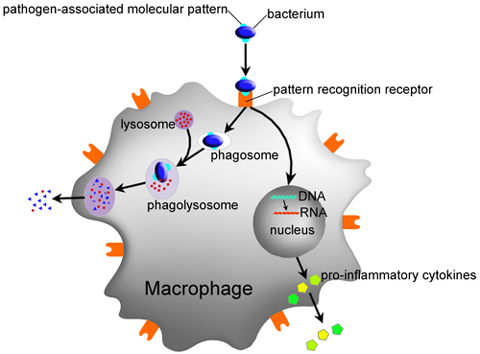 pathogen-associated molecular pattern
bacterium
pattern recognition receptor
lysosome
phagosome
phagolysosome
DNA
RNA
nucleus
pro-inflammatory cytokines
Macrophage